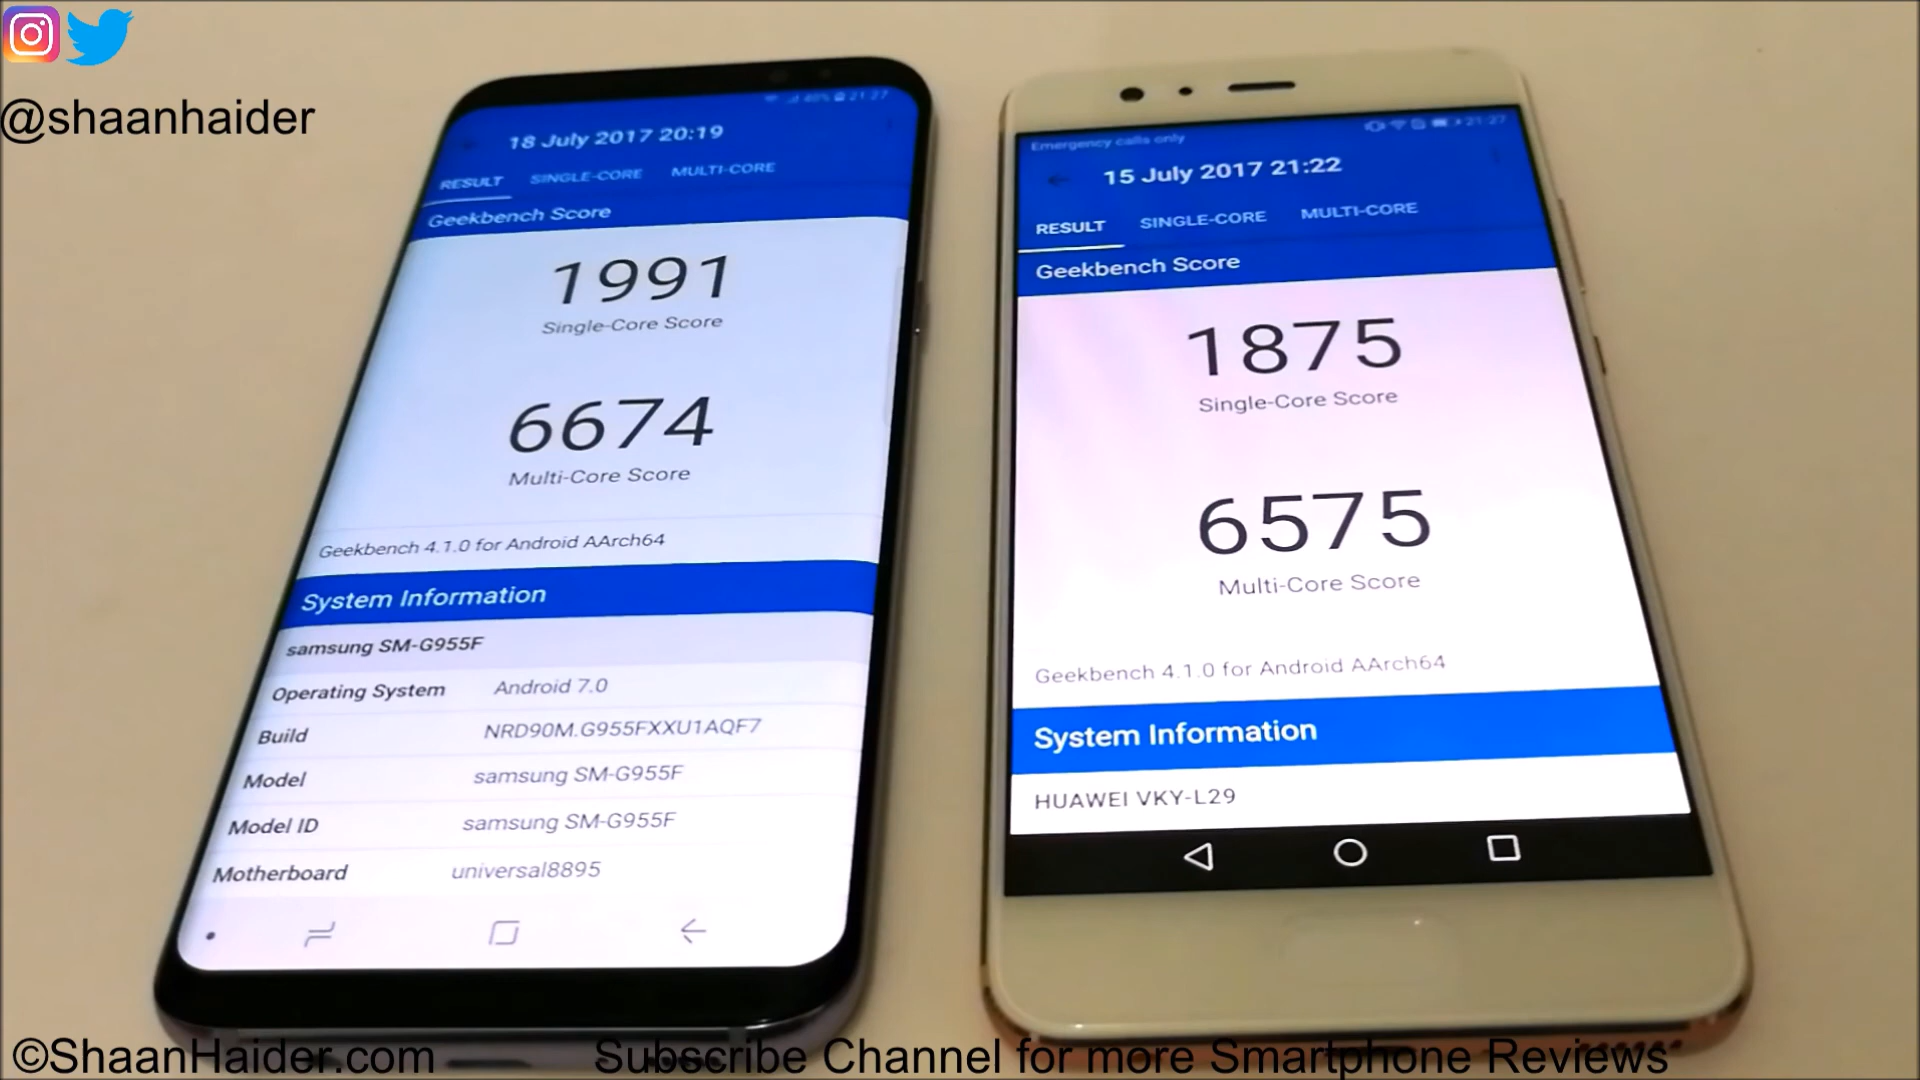 @shaanhaider
21:27
18 July 2017 20:19
RESULT SINGLE-CORE MULTI-CORE
Geekbench Score
1991
Single-Core Score
6674
Multi-Core Score
Geekbench 4.1.0 for Android AArch64
System Information
samsung SM-G955F
Operating System Android 7.0
Build NRD90M.G955FXXU1AQF7
Model samsung SM-G955F
Model ID samsung SM-G955F
Motherboard universal8895
Emergency calls only 21:27
15 July 2017 21:22
RESULT SINGLE-CORE MULTI-CORE
Geekbench Score
1875
Single-Core Score
6575
Multi-Core Score
Geekbench 4.1.0 for Android AArch64
System Information
HUAWEI VKY-L29
©ShaanHaider.com
Subscribe Channel for more Smartphone Reviews